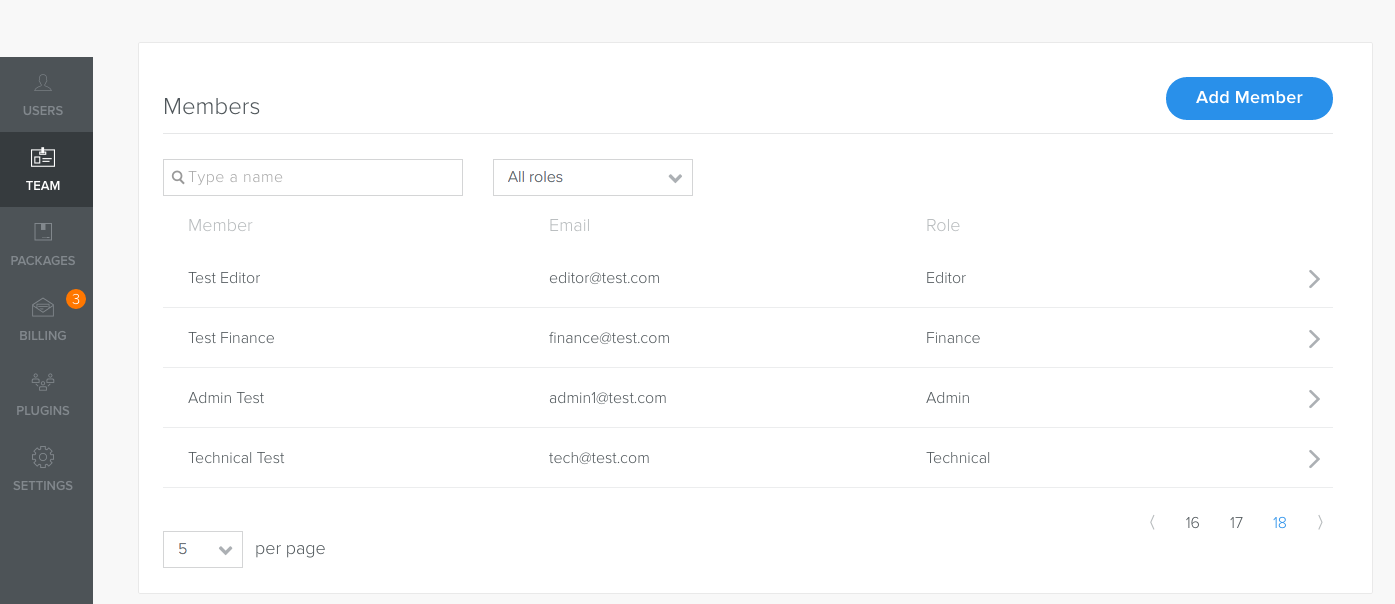 USERS
TEAM
PACKAGES
3
BILLING
PLUGINS
SETTINGS
Members
Add Member
Type a name
All roles
Member Email Role
Test Editor editor@test.com Editor
Test Finance finance@test.com Finance
Admin Test admin1@test.com Admin
Technical Test tech@test.com Technical
16 17 18
5 per page